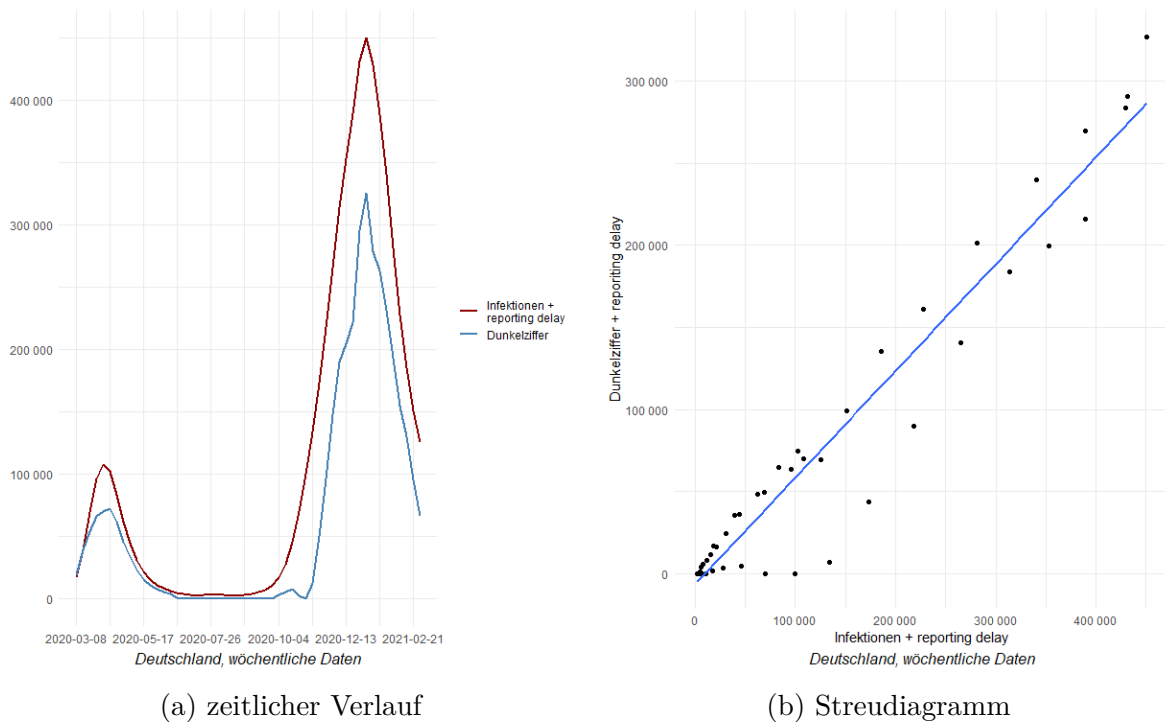 400 000
300 000
200 000
100 000
0
2020-03-08 2020-05-17 2020-07-26 2020-10-04 2020-12-13 2021-02-21
Deutschland, wöchentliche Daten
Infektionen +
reporting delay
Dunkelziffer
(a) zeitlicher Verlauf
Dunkelziffer + reporiting delay
300 000
200 000
100 000
0
0 100 000 200 000 300 000 400 000
Infektionen + reporting delay
Deutschland, wöchentliche Daten
(b) Streudiagramm